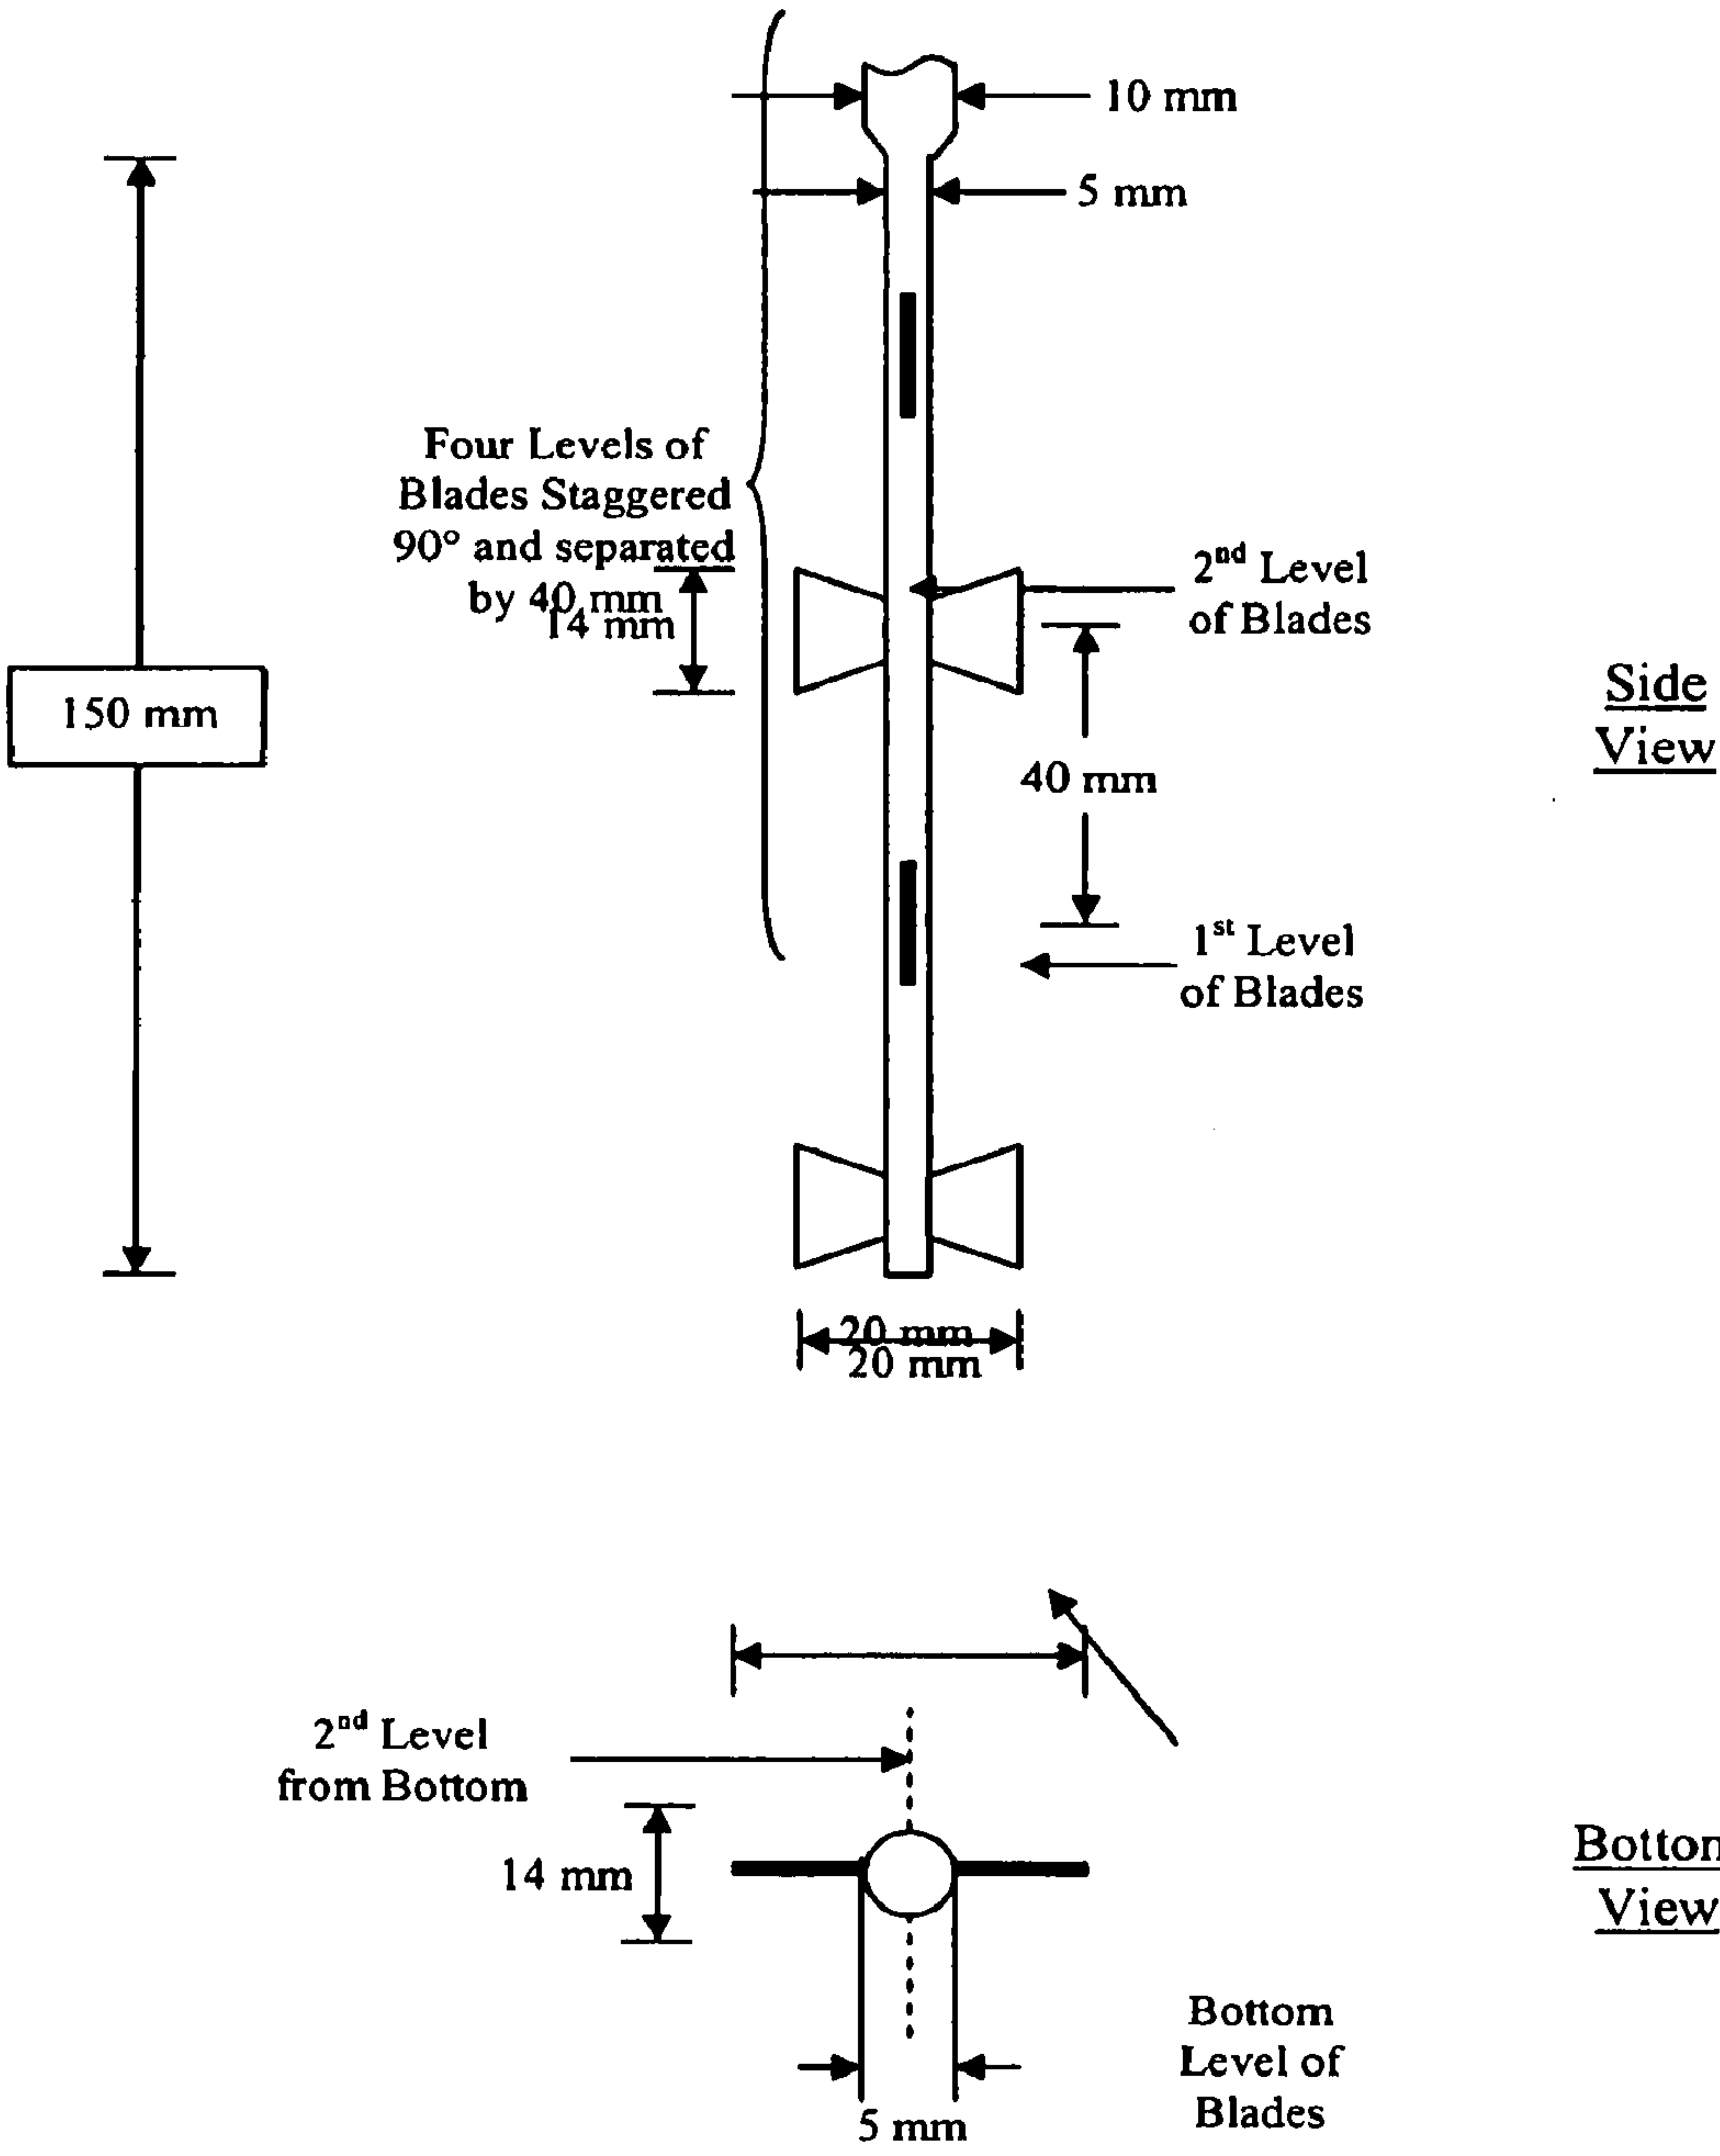 10 mm
5 mm
Four Levels of
Blades Staggered
90° and separated
by 40 mm
14 mm
2nd Level
of Blades
150 mm
Side
View
40 mm
1st Level
of Blades
20 mm
20 mm
2nd Level
from Bottom
14 mm
Botton
View
Bottom
Level of
Blades
5 mm